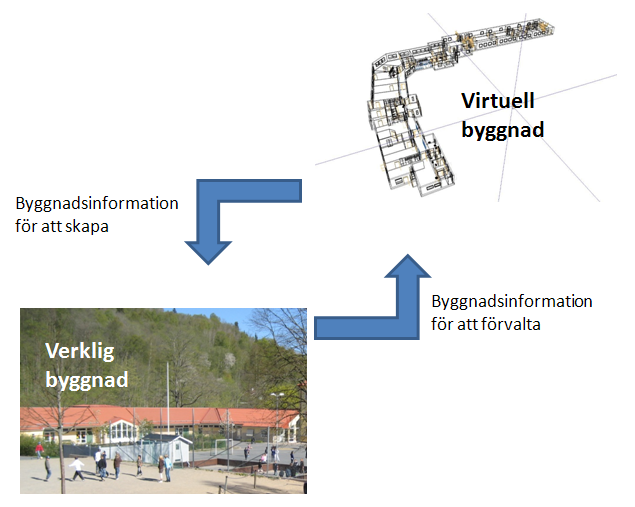 Virtuell
byggnad
Byggnadsinformation
för att skapa
Byggnadsinformation
för att förvalta
Verklig
byggnad